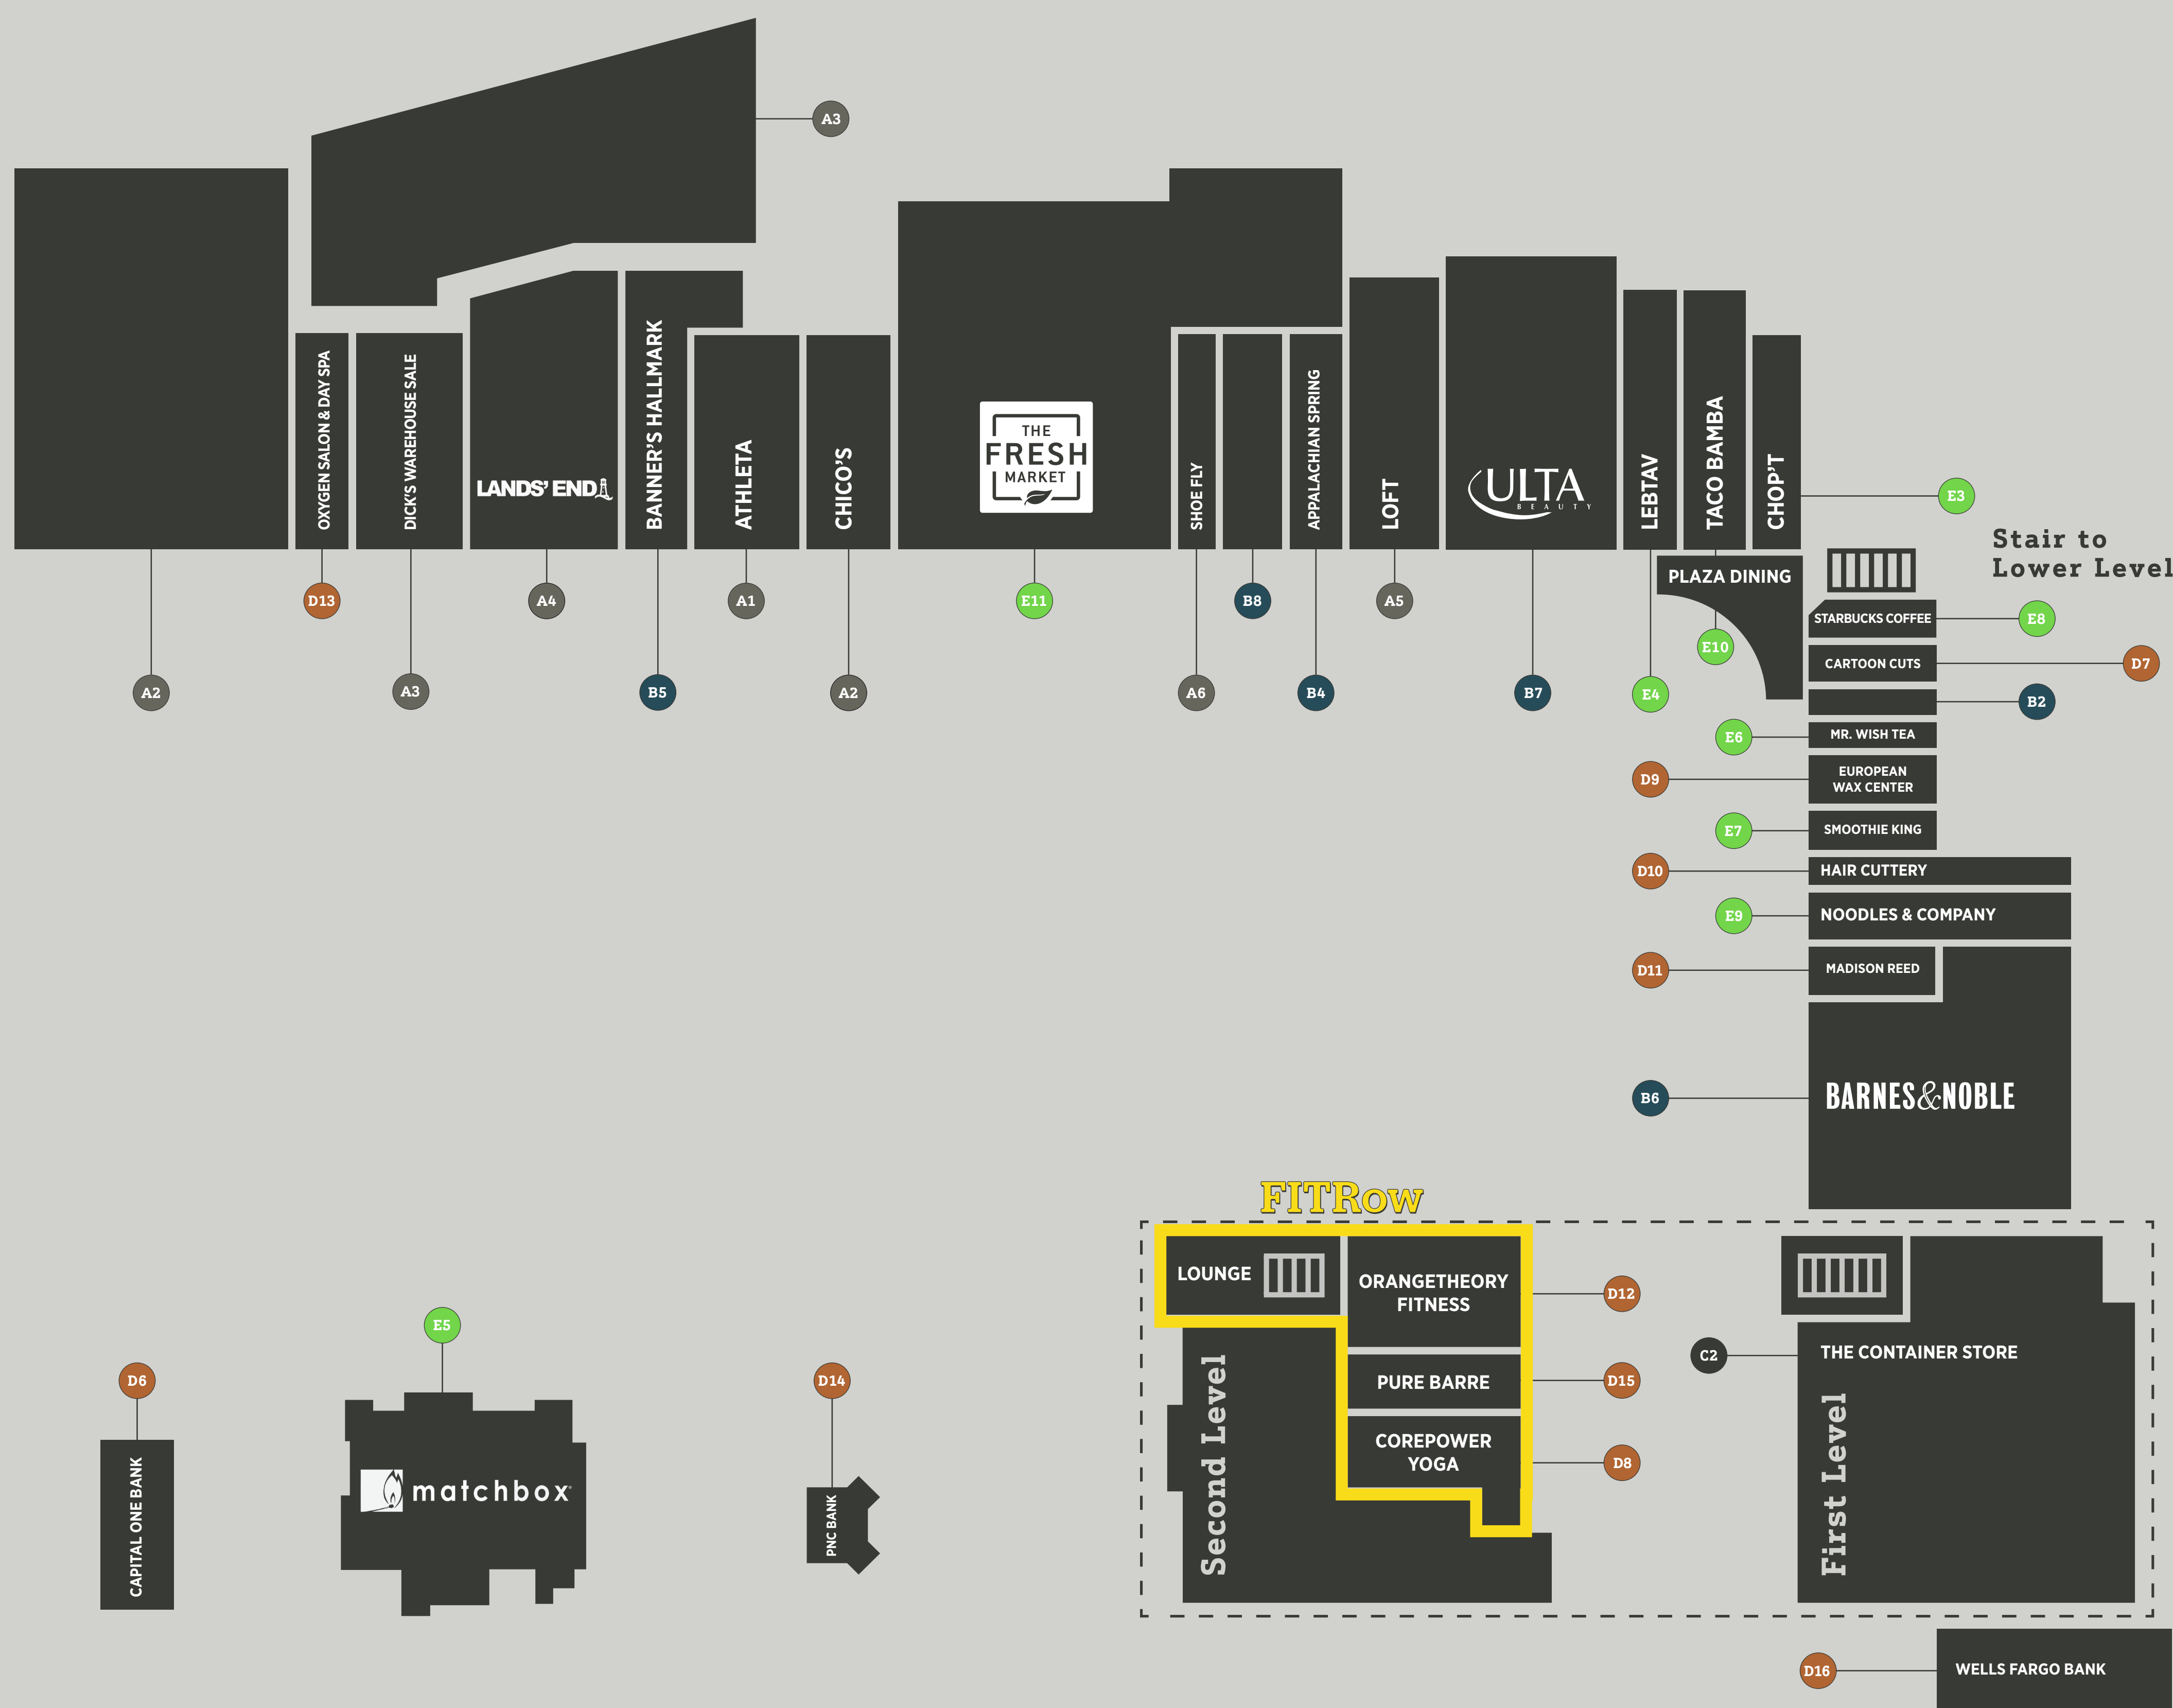 A3
OXYGEN SALON & DAY SPA
DICK'S WAREHOUSE SALE
LANDS' END
BANNER'S HALLMARK
ATHLETA
CHICO'S
THE
FRESH
MARKET
SHOE FLY
APPALACHIAN SPRING
LOFT
ULTA
BEAUTY
LEBTAV
TACO BAMBA
CHOP'T
E3
Stair to
Lower Level
PLAZA DINING
D13
A4
A1
E11
B8
A5
E10
A2
A3
B5
A2
A6
B4
B7
E4
STARBUCKS COFFEE
E8
CARTOON CUTS
D7
B2
E6
MR. WISH TEA
D9
EUROPEAN
WAX CENTER
E7
SMOOTHIE KING
D10
HAIR CUTTERY
E9
NOODLES & COMPANY
D11
MADISON REED
B6
BARNES&NOBLE
FITRow
LOUNGE
ORANGETHEORY
FITNESS
D12
PURE BARRE
D15
COREPOWER
YOGA
D8
Second Level
C2
THE CONTAINER STORE
First Level
D6
CAPITAL ONE BANK
E5
matchbox
D14
PNC BANK
D16
WELLS FARGO BANK